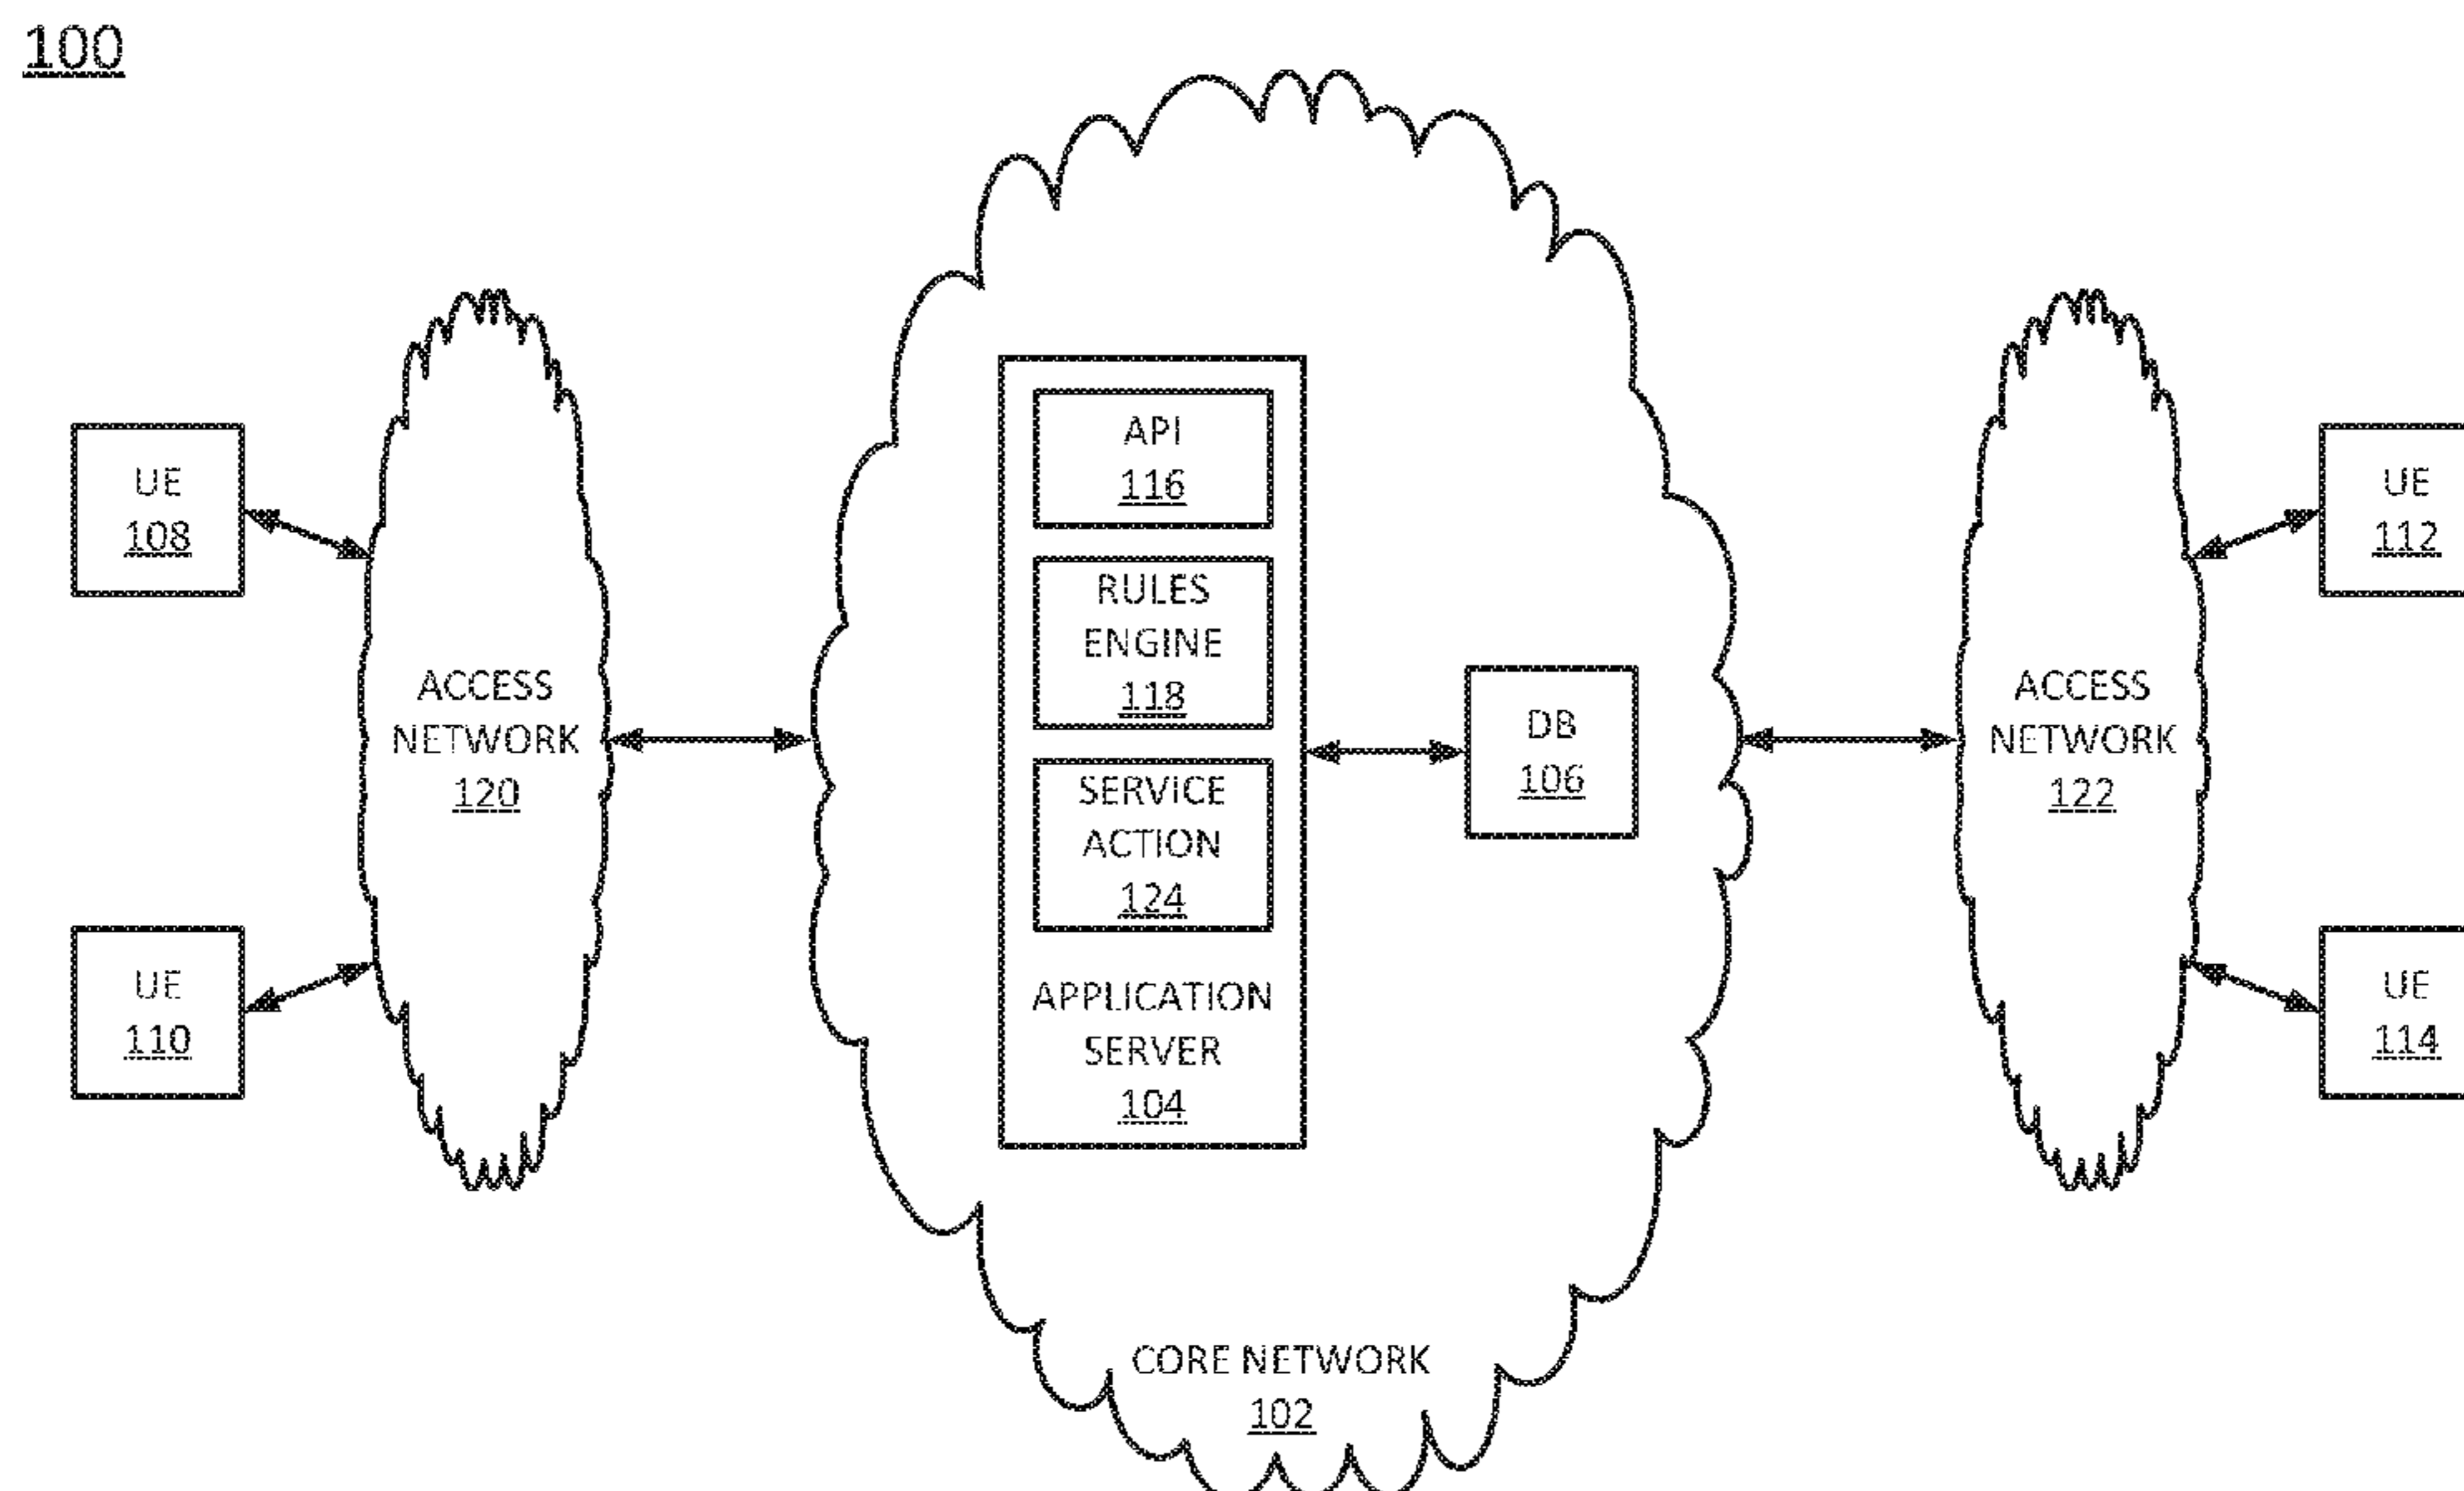 100
UE
108
UE
110
ACCESS
NETWORK
120
API
116
RULES
ENGINE
118
SERVICE
ACTION
124
APPLICATION
SERVER
104
DB
106
CORE NETWORK
102
ACCESS
NETWORK
122
UE
112
UE
114